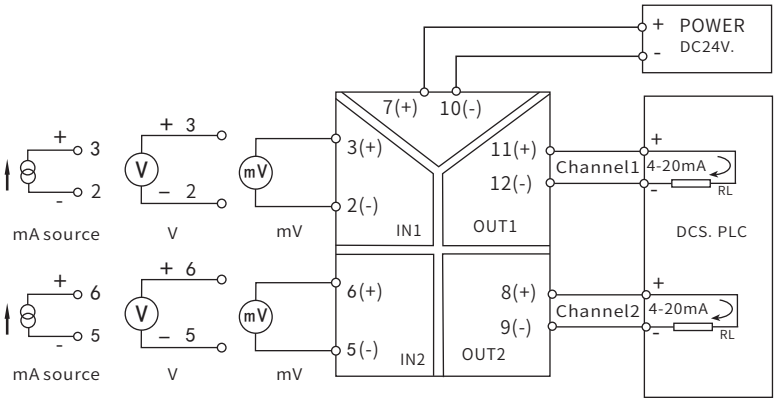 + POWER
- DC24V.
7(+) 10(-)
+ 3
+ 3
V
- 2
- 2
mA source
V
mV
mV
3(+)
2(-)
IN1
11(+)
12(-)
OUT1
Channel1
+
4-20mA
-
RL
DCS. PLC
+ 6
+ 6
V
- 5
- 5
mA source
V
mV
mV
6(+)
5(-)
IN2
8(+)
9(-)
OUT2
Channel2
+
4-20mA
-
RL